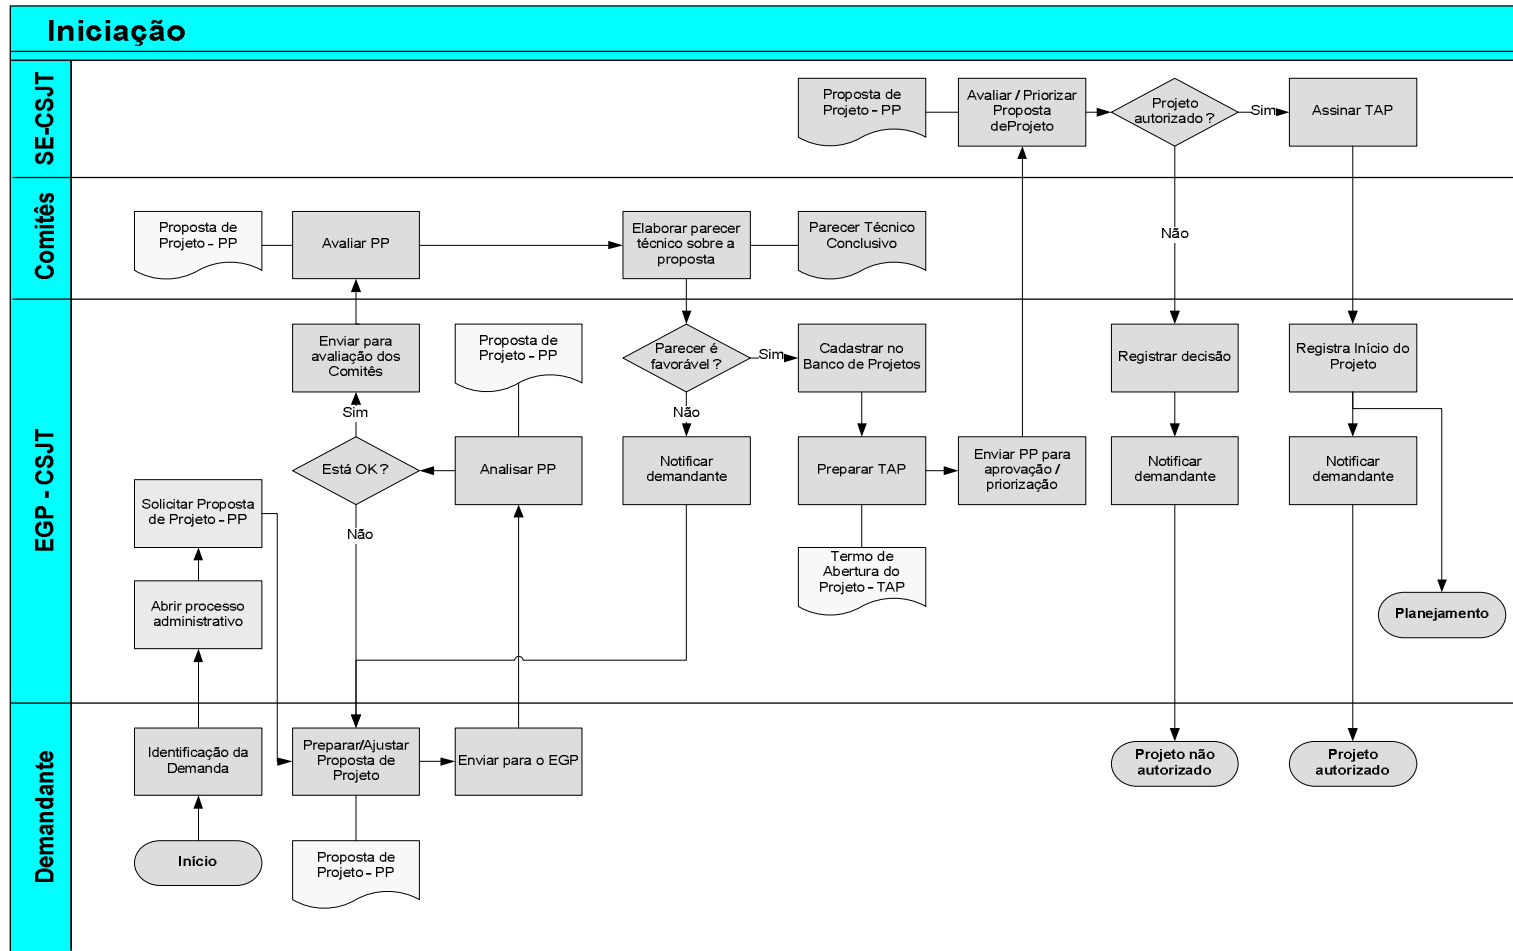 Iniciação
SE-CSJT
Proposta de
Projeto - PP
Avaliar / Priorizar
Proposta
deProjeto
Projeto
autorizado ?
Sim
Assinar TAP
Comitês
Proposta de
Projeto - PP
Avaliar PP
Elaborar parecer
técnico sobre a
proposta
Parecer Técnico
Conclusivo
Não
EGP - CSJT
Enviar para
avaliação dos
Comitês
Proposta de
Projeto - PP
Parecer é
favorável ?
Sim
Cadastrar no
Banco de Projetos
Registrar decisão
Registra Início do
Projeto
Sim
Não
Está OK ?
Analisar PP
Notificar
demandante
Preparar TAP
Enviar PP para
aprovação /
priorização
Notificar
demandante
Notificar
demandante
Solicitar Proposta
de Projeto - PP
Não
Termo de
Abertura do
Projeto - TAP
Abrir processo
administrativo
Planejamento
Demandante
Identificação da
Demanda
Preparar/Ajustar
Proposta de
Projeto
Enviar para o EGP
Projeto não
autorizado
Projeto
autorizado
Início
Proposta de
Projeto - PP